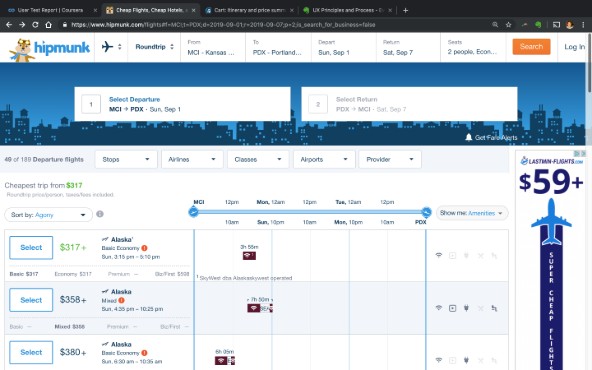 User Test Report | Coursera
Cheap Flights, Cheap Hotels,
Cart: Itinerary and price summ
UX Principles and Process - E
https://www.hipmunk.com/flights#f=MCI;t=PDX;d=2019-09-01;r=2019-09-07;p=2;is_search_for_business=false
hipmunk
Roundtrip
FROM
MCI - Kansas ...
TO
PDX - Portland...
Depart
Sun, Sep 1
Return
Sat, Sep 7
Seats
2 people, Econ...
Search
Log In
1
Select Departure
MCI → PDX - Sun, Sep 1
2
Select Return
PDX → MCI - Sat, Sep 7
Get Fare Alerts
49 of 189 Departure flights
Stops
Airlines
Classes
Airports
Provider
Cheapest trip from $317
Roundtrip price/person, taxes/fees included.
Sort by: Agony
MCI 12pm Mon, 12am 12pm Tue, 12am 12pm
10am Sun, 10pm 10am Mon, 10pm 10am PDX
Show me: Amenities
Select
$317+
Alaska¹
Basic Economy
Sun, 3:15 pm – 5:10 pm
3h 55m
Basic $317 Economy $217 Premium -- Biz/First $938
¹ SkyWest dba Alaskaskywest operated
Select
$358+
Alaska
Mixed
Sun, 4:35 pm – 10:25 pm
7h 50m
SEA
Basic -- Mixed $358 Premium -- Biz/First --
Select
$380+
Alaska
Basic Economy
Sun, 6:30 am – 10:35 am
6h 05m
LASTMIN-FLIGHTS.COM
$59+
SUPER CHEAP FLIGHTS